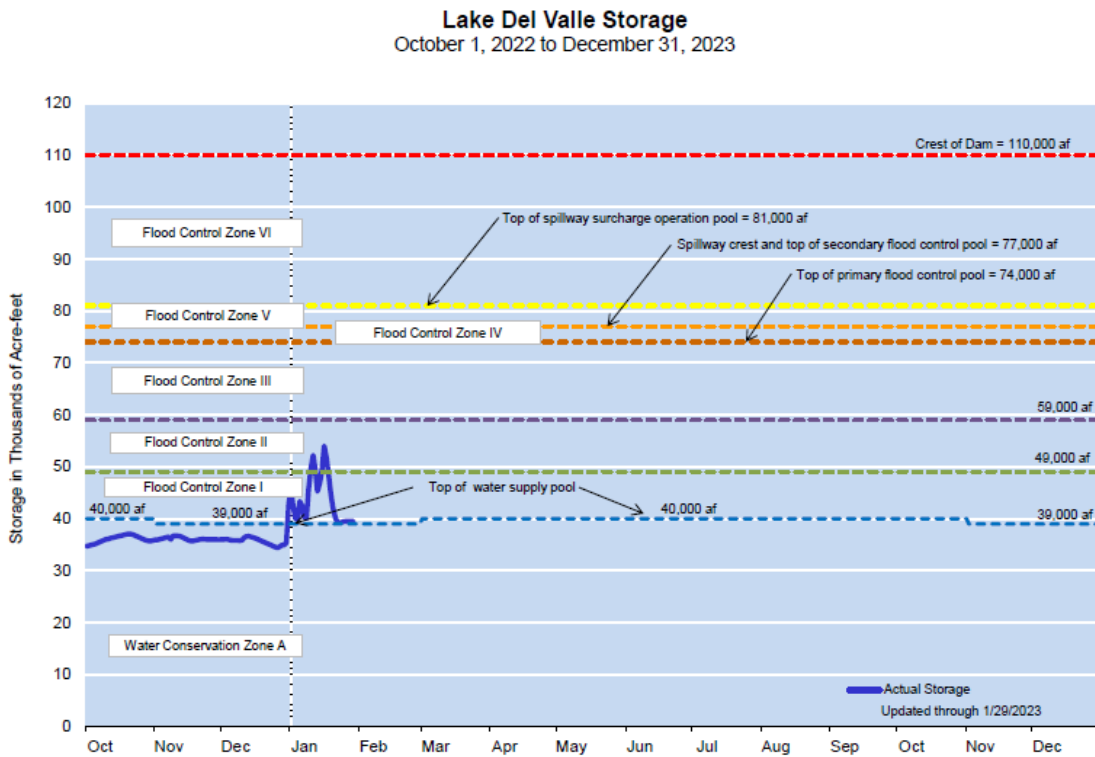 Lake Del Valle Storage
October 1, 2022 to December 31, 2023
Storage in Thousands of Acre-feet
120
110
100
90
80
70
60
50
40
30
20
10
0
Crest of Dam = 110,000 af
Flood Control Zone VI
Top of spillway surcharge operation pool = 81,000 af
Spillway crest and top of secondary flood control pool = 77,000 af
Top of primary flood control pool = 74,000 af
Flood Control Zone V
Flood Control Zone IV
Flood Control Zone III
59,000 af
Flood Control Zone II
49,000 af
Flood Control Zone I
Top of water supply pool
40,000 af
39,000 af
40,000 af
39,000 af
Water Conservation Zone A
Actual Storage
Updated through 1/29/2023
Oct Nov Dec Jan Feb Mar Apr May Jun Jul Aug Sep Oct Nov Dec